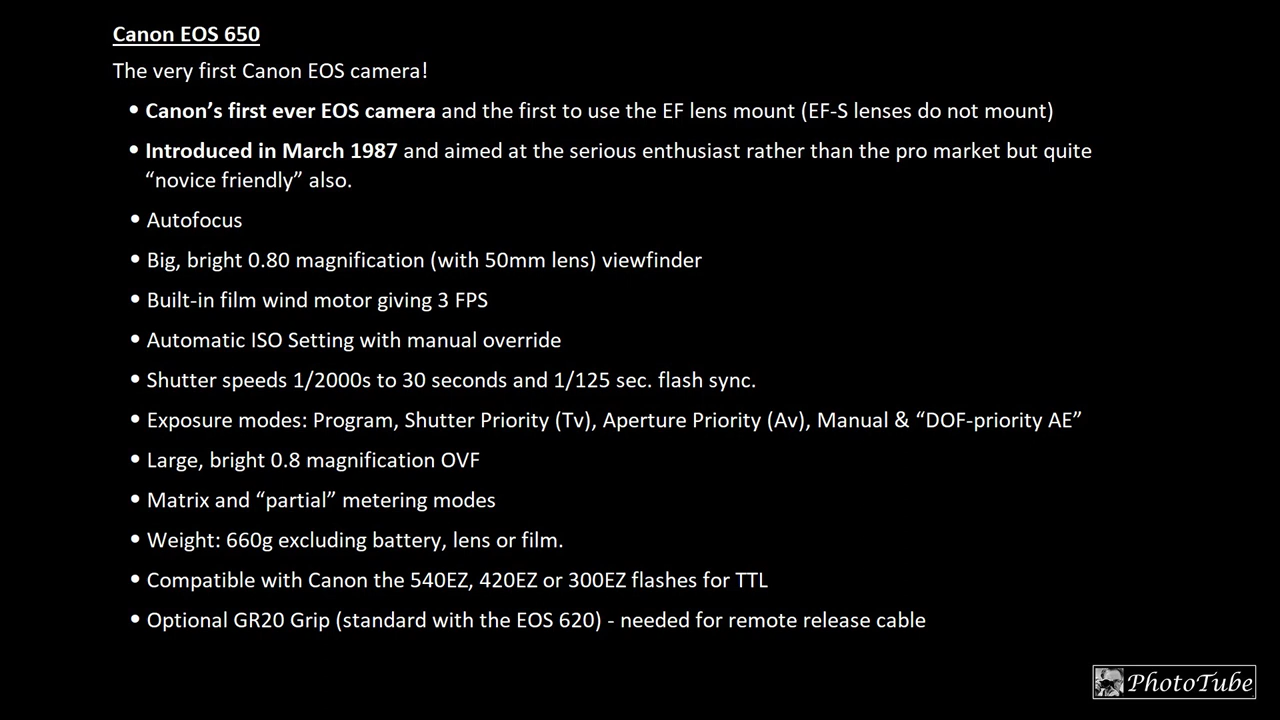 Canon EOS 650
The very first Canon EOS camera!
• Canon’s first ever EOS camera and the first to use the EF lens mount (EF-S lenses do not mount)
• Introduced in March 1987 and aimed at the serious enthusiast rather than the pro market but quite
“novice friendly” also.
• Autofocus
• Big, bright 0.80 magnification (with 50mm lens) viewfinder
• Built-in film wind motor giving 3 FPS
• Automatic ISO Setting with manual override
• Shutter speeds 1/2000s to 30 seconds and 1/125 sec. flash sync.
• Exposure modes: Program, Shutter Priority (Tv), Aperture Priority (Av), Manual & “DOF-priority AE”
• Large, bright 0.8 magnification OVF
• Matrix and “partial” metering modes
• Weight: 660g excluding battery, lens or film.
• Compatible with Canon the 540EZ, 420EZ or 300EZ flashes for TTL
• Optional GR20 Grip (standard with the EOS 620) - needed for remote release cable
PhotoTube